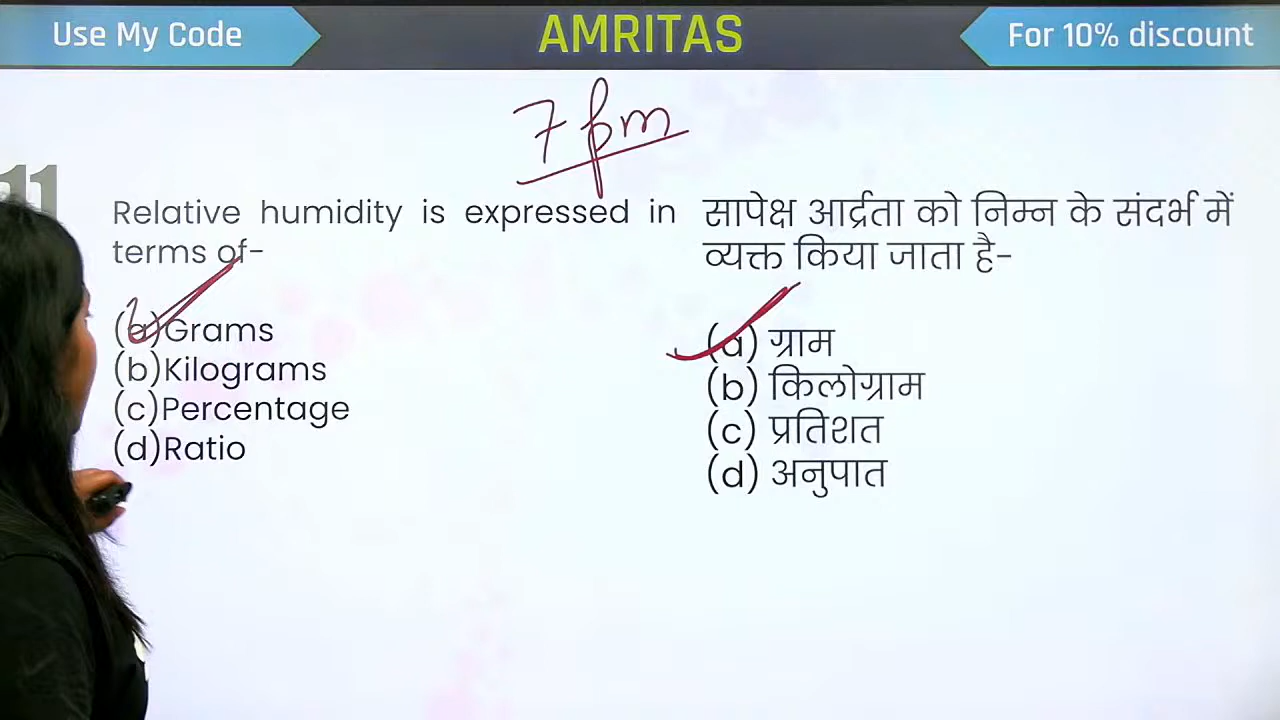 Use My Code
AMRITAS
For 10% discount
7 pm
11
Relative humidity is expressed in
terms of-
(a)Grams
(b)Kilograms
(c)Percentage
(d)Ratio
सापेक्ष आर्द्रता को निम्न के संदर्भ में
व्यक्त किया जाता है-
(a) ग्राम
(b) किलोग्राम
(c) प्रतिशत
(d) अनुपात